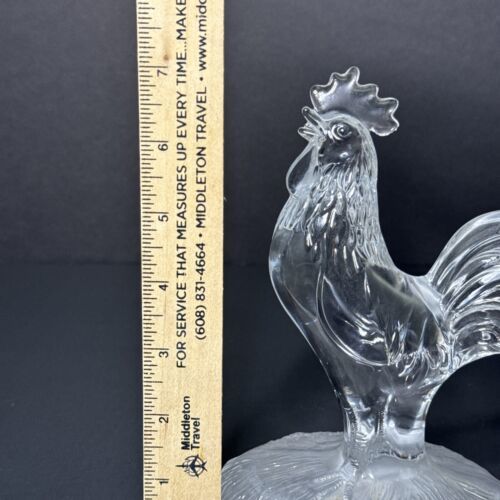 FOR SERVICE THAT MEASURES UP EVERY TIME...MAKE
(608) 831-4664 • MIDDLETON TRAVEL • www.midd
Middleton
Travel
1
2
3
4
5
6
7